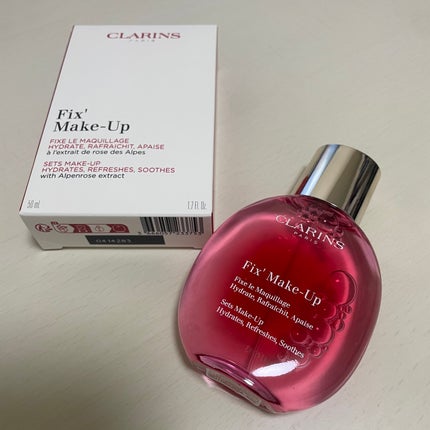 CLARINS
PARIS
Fix'
Make-Up
FIXE LE MAQUILLAGE
HYDRATE, RAFRAICHIT, APAISE
à l'extrait de rose des Alpes
SETS MAKE-UP
HYDRATES, REFRESHES, SOOTHES
with Alpenrose extract
50 ml
1.7 Fl. Oz.
0414283
CLARINS
PARIS
Fix' Make-Up
Fixe le Maquillage
Hydrate, Rafraîchit, Apaise
Sets Make-Up
Hydrates, Refreshes, Soothes